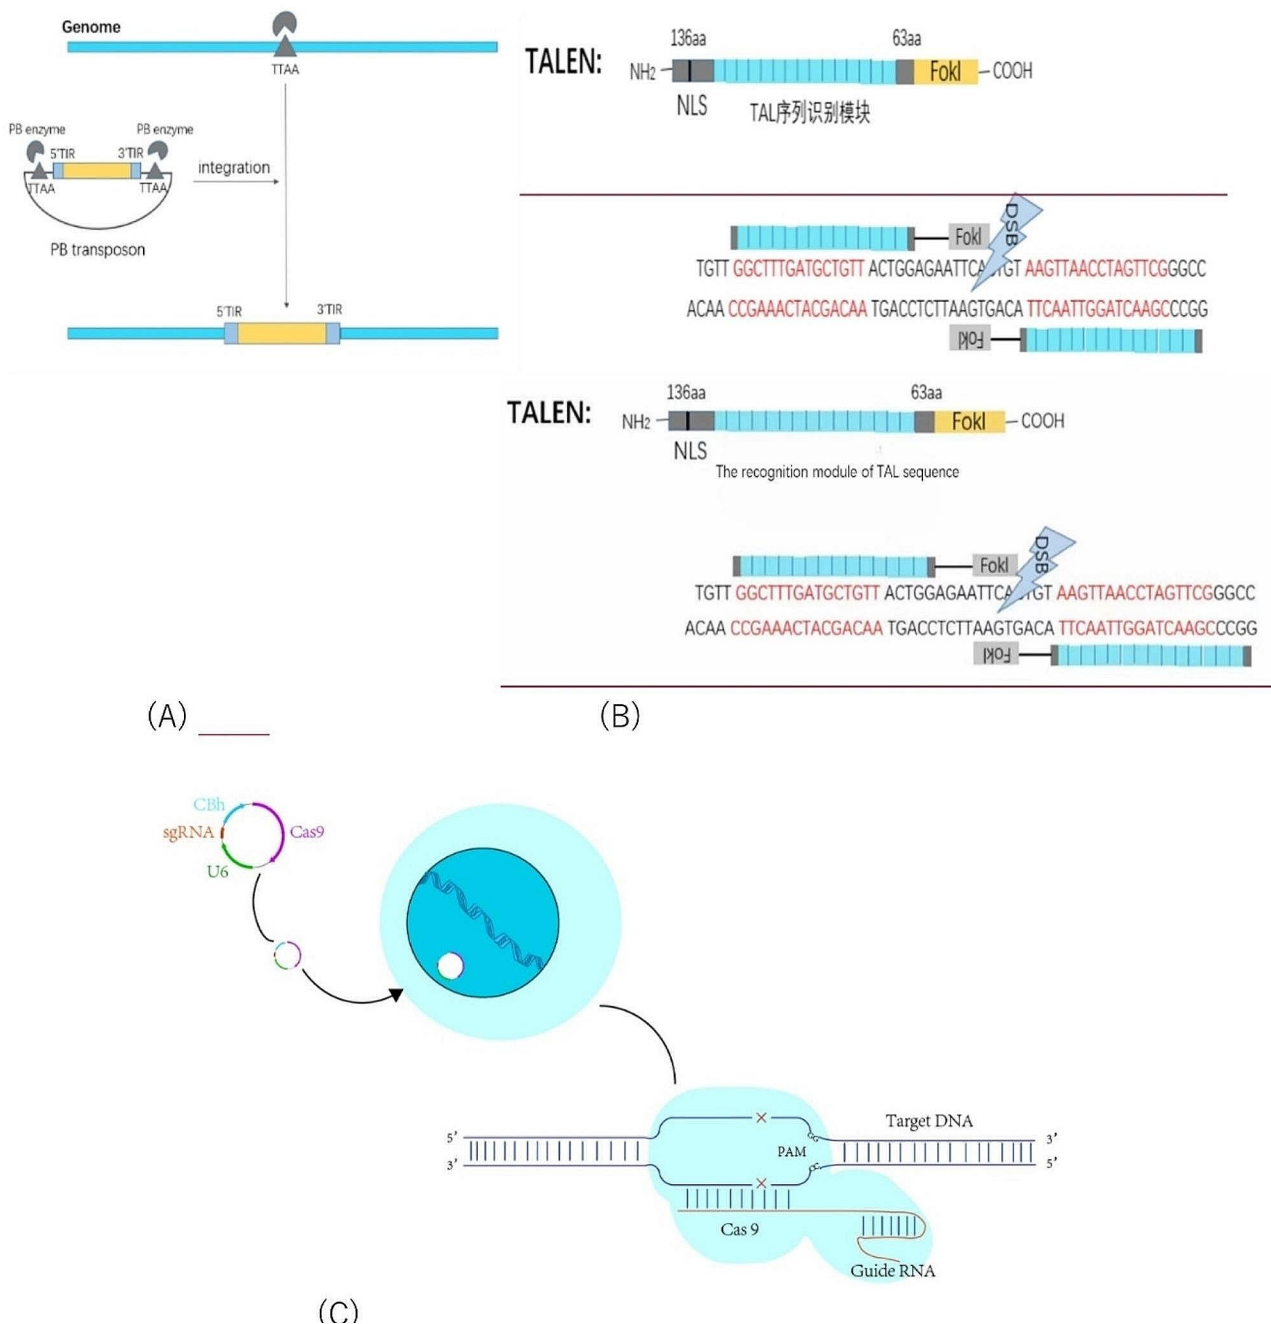 Genome
TTAA
PB enzyme
PB enzyme
5'TIR
3'TIR
TTAA
TTAA
integration
PB transposon
5'TIR
3'TIR
(A)
136aa
63aa
TALEN:
NH2
FokI
COOH
NLS
TAL序列识别模块
FokI
DSB
TGTT GGCTTTGATGCTGTT ACTGGAGAATTCA TGT AAGTTAACCTAGTTCGGGCC
ACAA CCGAAACTACGACAA TGACCTCTTAAGTGACA TTCAATTGGATCAAGCCCGG
FokI
136aa
63aa
TALEN:
NH2
FokI
COOH
NLS
The recognition module of TAL sequence
FokI
DSB
TGTT GGCTTTGATGCTGTT ACTGGAGAATTCA TGT AAGTTAACCTAGTTCGGGCC
ACAA CCGAAACTACGACAA TGACCTCTTAAGTGACA TTCAATTGGATCAAGCCCGG
FokI
(B)
CBh
sgRNA
Cas9
U6
Target DNA
5’
3’
PAM
3’
5’
Cas 9
Guide RNA
(C)